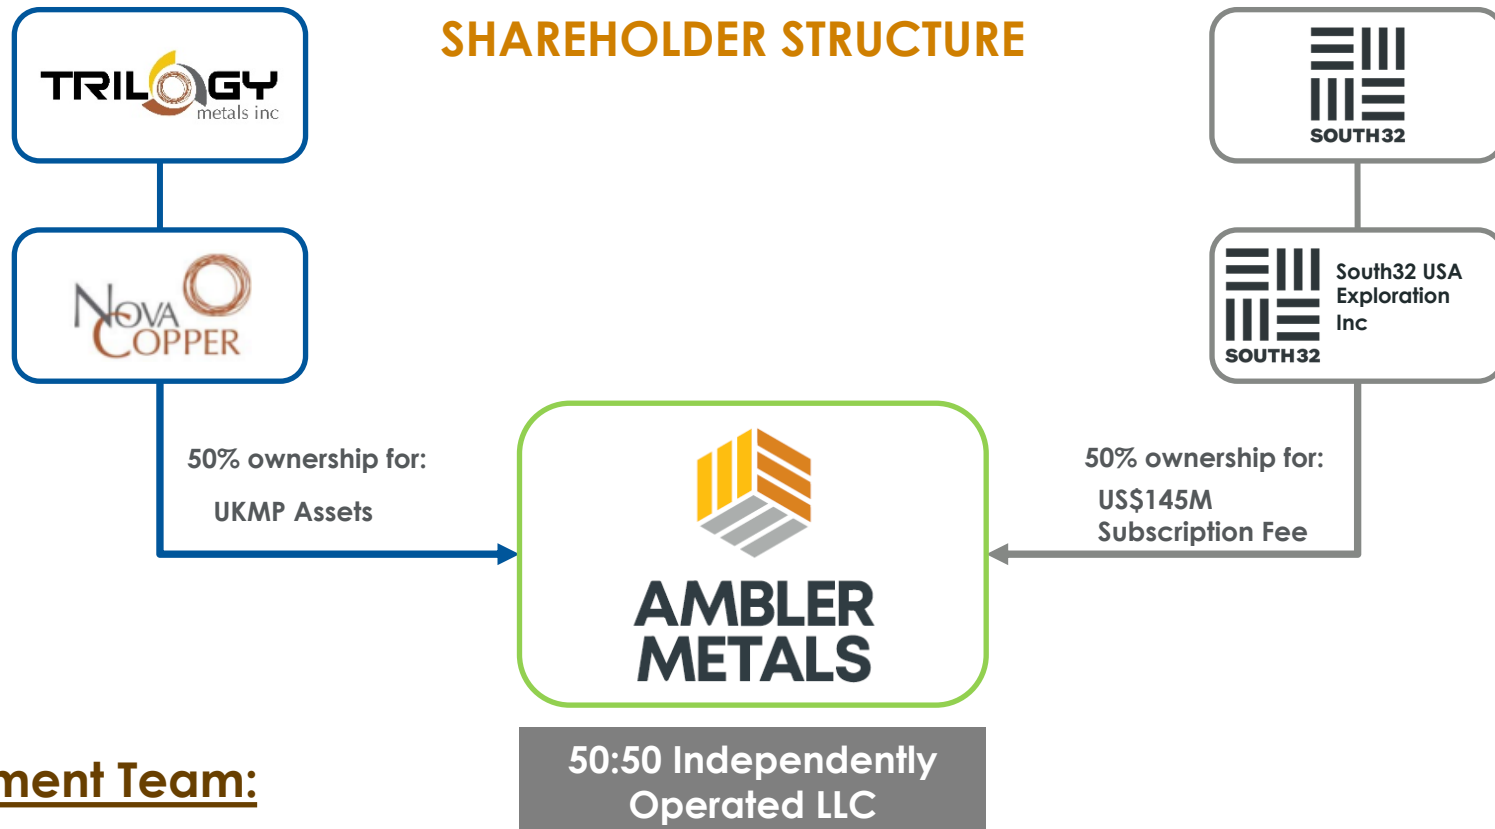 SHAREHOLDER STRUCTURE
TRILOGY
metals inc
SOUTH32
NOVA
COPPER
SOUTH32
South32 USA
Exploration
Inc
50% ownership for:
UKMP Assets
50% ownership for:
US$145M
Subscription Fee
AMBLER
METALS
50:50 Independently
Operated LLC
ment Team: